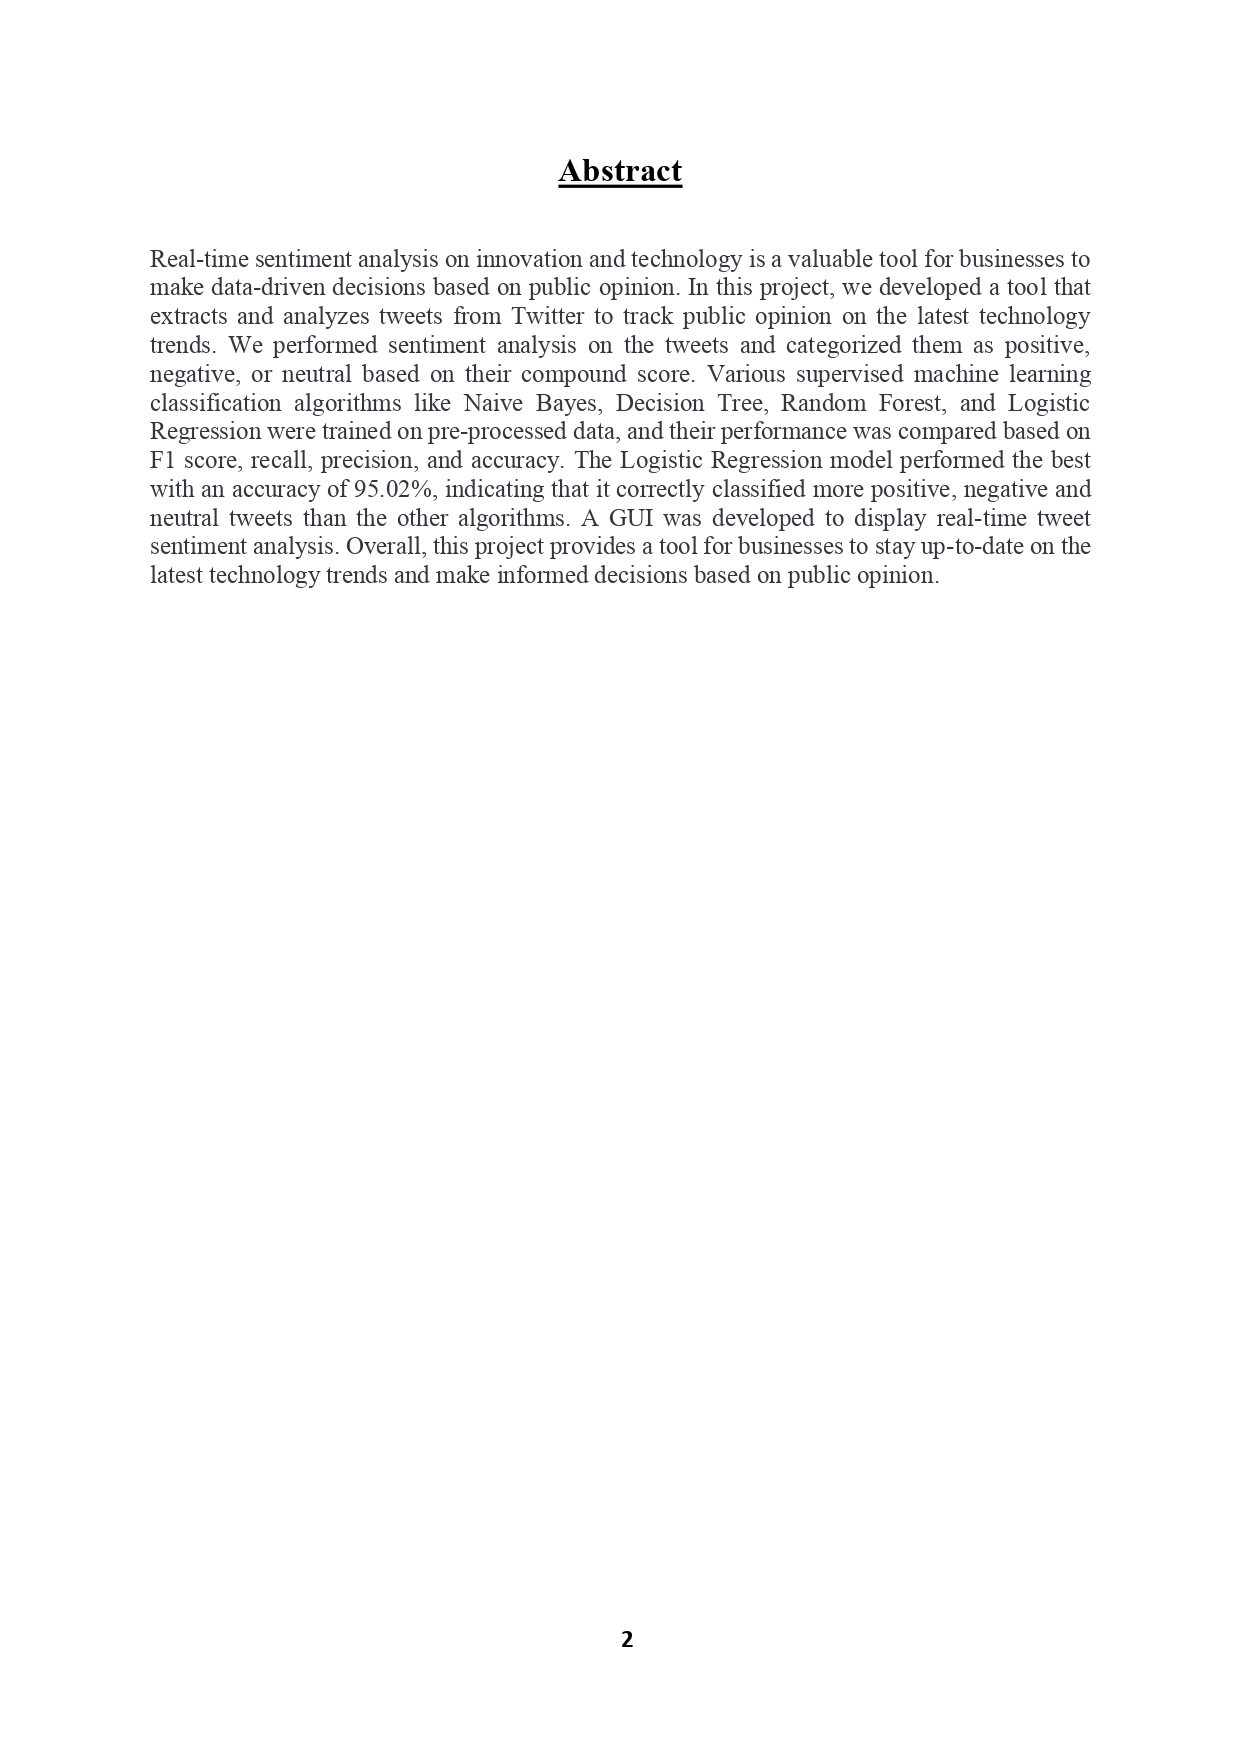 Abstract
Real-time sentiment analysis on innovation and technology is a valuable tool for businesses to
make data-driven decisions based on public opinion. In this project, we developed a tool that
extracts and analyzes tweets from Twitter to track public opinion on the latest technology
trends. We performed sentiment analysis on the tweets and categorized them as positive,
negative, or neutral based on their compound score. Various supervised machine learning
classification algorithms like Naive Bayes, Decision Tree, Random Forest, and Logistic
Regression were trained on pre-processed data, and their performance was compared based on
F1 score, recall, precision, and accuracy. The Logistic Regression model performed the best
with an accuracy of 95.02%, indicating that it correctly classified more positive, negative and
neutral tweets than the other algorithms. A GUI was developed to display real-time tweet
sentiment analysis. Overall, this project provides a tool for businesses to stay up-to-date on the
latest technology trends and make informed decisions based on public opinion.
2